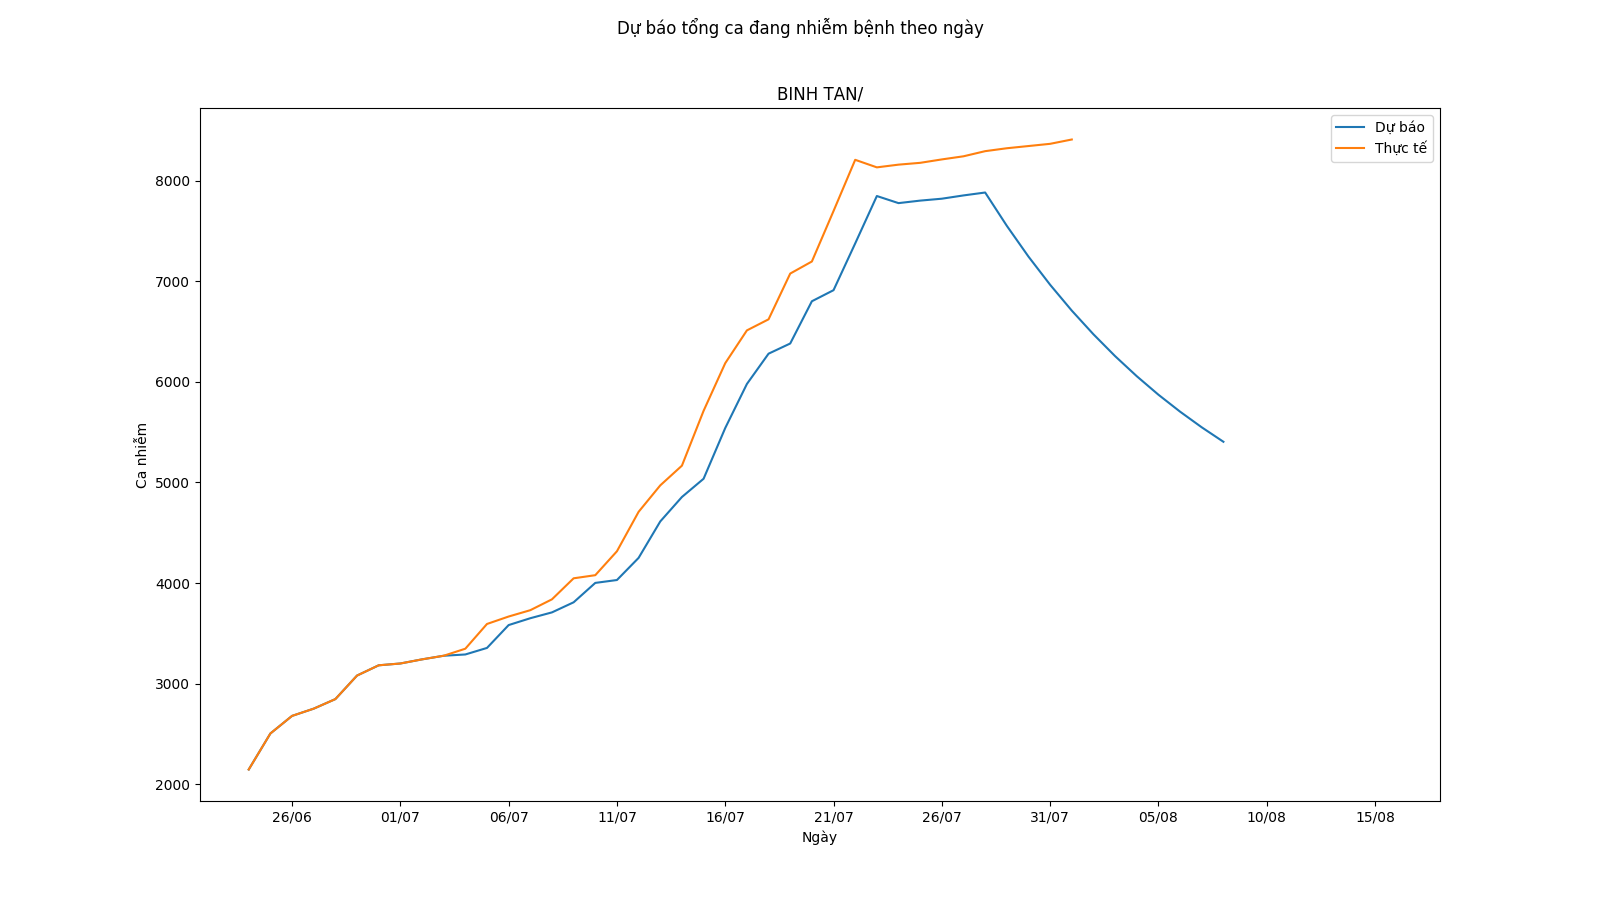 Dự báo tổng ca đang nhiễm bệnh theo ngày
BINH TAN/
Dự báo
Thực tế
8000
7000
6000
5000
4000
3000
2000
Ca nhiễm
26/06 01/07 06/07 11/07 16/07 21/07 26/07 31/07 05/08 10/08 15/08
Ngày